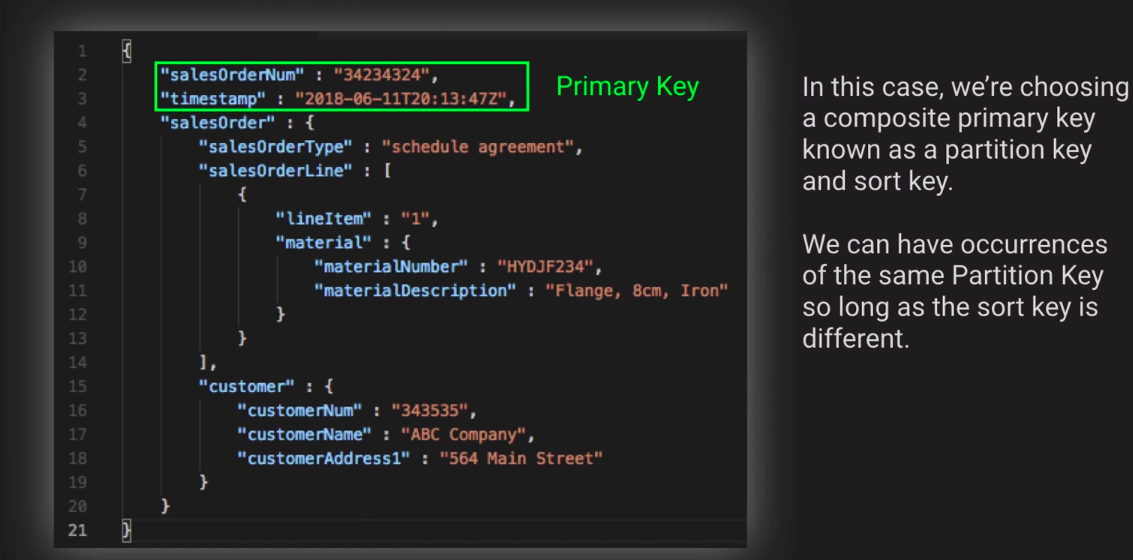 1 {
2 "salesOrderNum" : "34234324",
3 "timestamp" : "2018-06-11T20:13:47Z",
4 "salesOrder" : {
5 "salesOrderType" : "schedule agreement",
6 "salesOrderLine" : [
7 {
8 "lineItem" : "1",
9 "material" : {
10 "materialNumber" : "HYDJF234",
11 "materialDescription" : "Flange, 8cm, Iron"
12 }
13 }
14 ],
15 "customer" : {
16 "customerNum" : "343535",
17 "customerName" : "ABC Company",
18 "customerAddress1" : "564 Main Street"
19 }
20 }
21 }
Primary Key
In this case, we’re choosing
a composite primary key
known as a partition key
and sort key.
We can have occurrences
of the same Partition Key
so long as the sort key is
different.